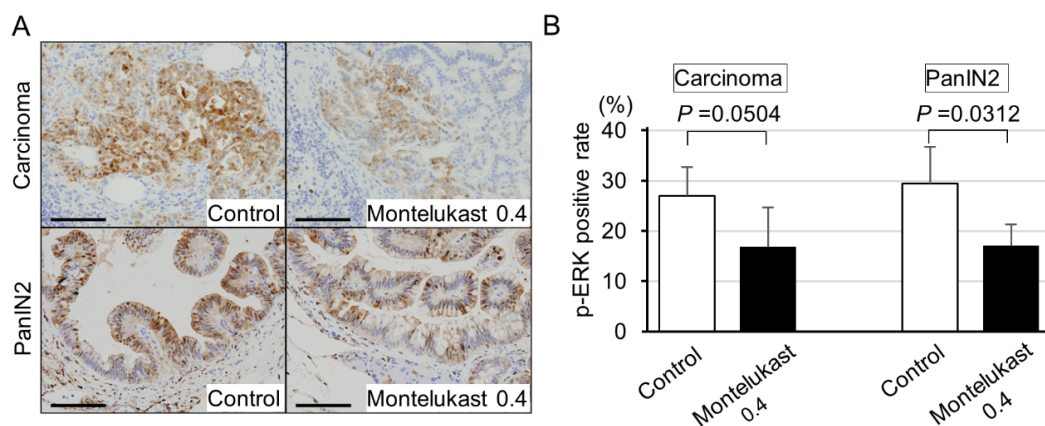 A
Carcinoma
Control
Montelukast 0.4
PanIN2
Control
Montelukast 0.4
B
Carcinoma
PanIN2
(%)
P =0.0504
P =0.0312
p-ERK positive rate
40
30
20
10
0
Control
Montelukast
0.4
Control
Montelukast
0.4